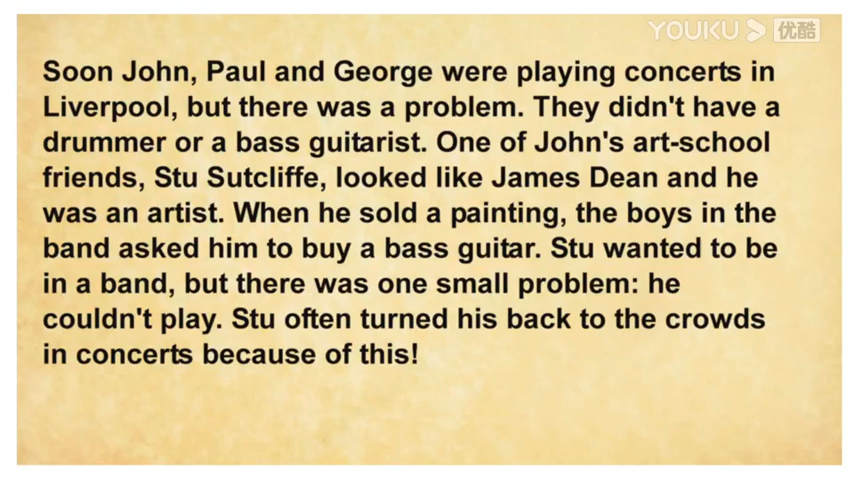 YOUKU 优酷
Soon John, Paul and George were playing concerts in
Liverpool, but there was a problem. They didn't have a
drummer or a bass guitarist. One of John's art-school
friends, Stu Sutcliffe, looked like James Dean and he
was an artist. When he sold a painting, the boys in the
band asked him to buy a bass guitar. Stu wanted to be
in a band, but there was one small problem: he
couldn't play. Stu often turned his back to the crowds
in concerts because of this!